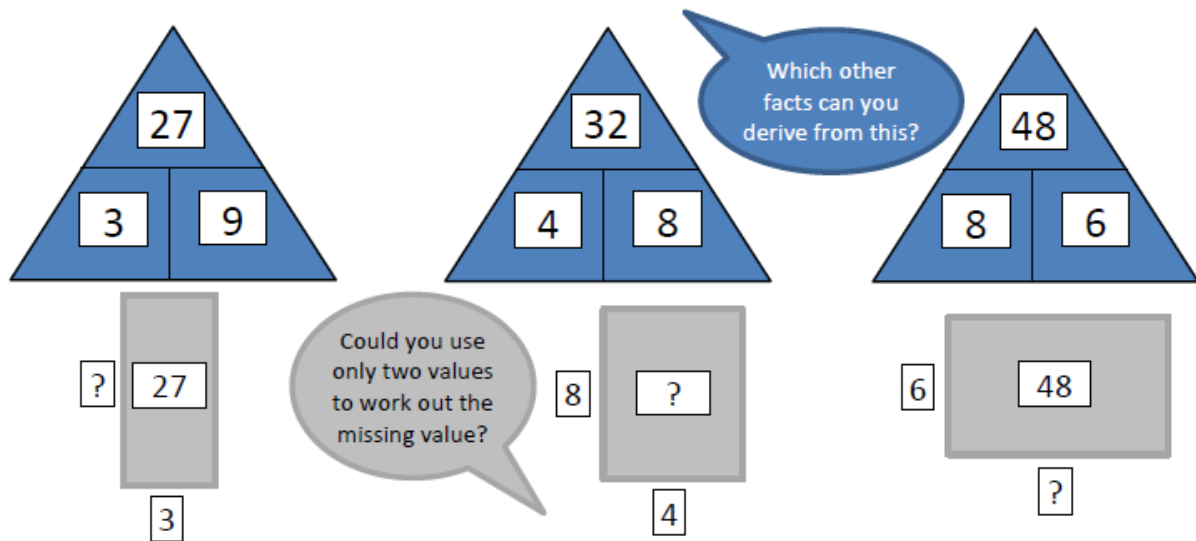 Which other
facts can you
derive from this?
27
3 9
32
4 8
48
8 6
Could you use
only two values
to work out the
missing value?
? 27
3
8 ?
4
6 48
?